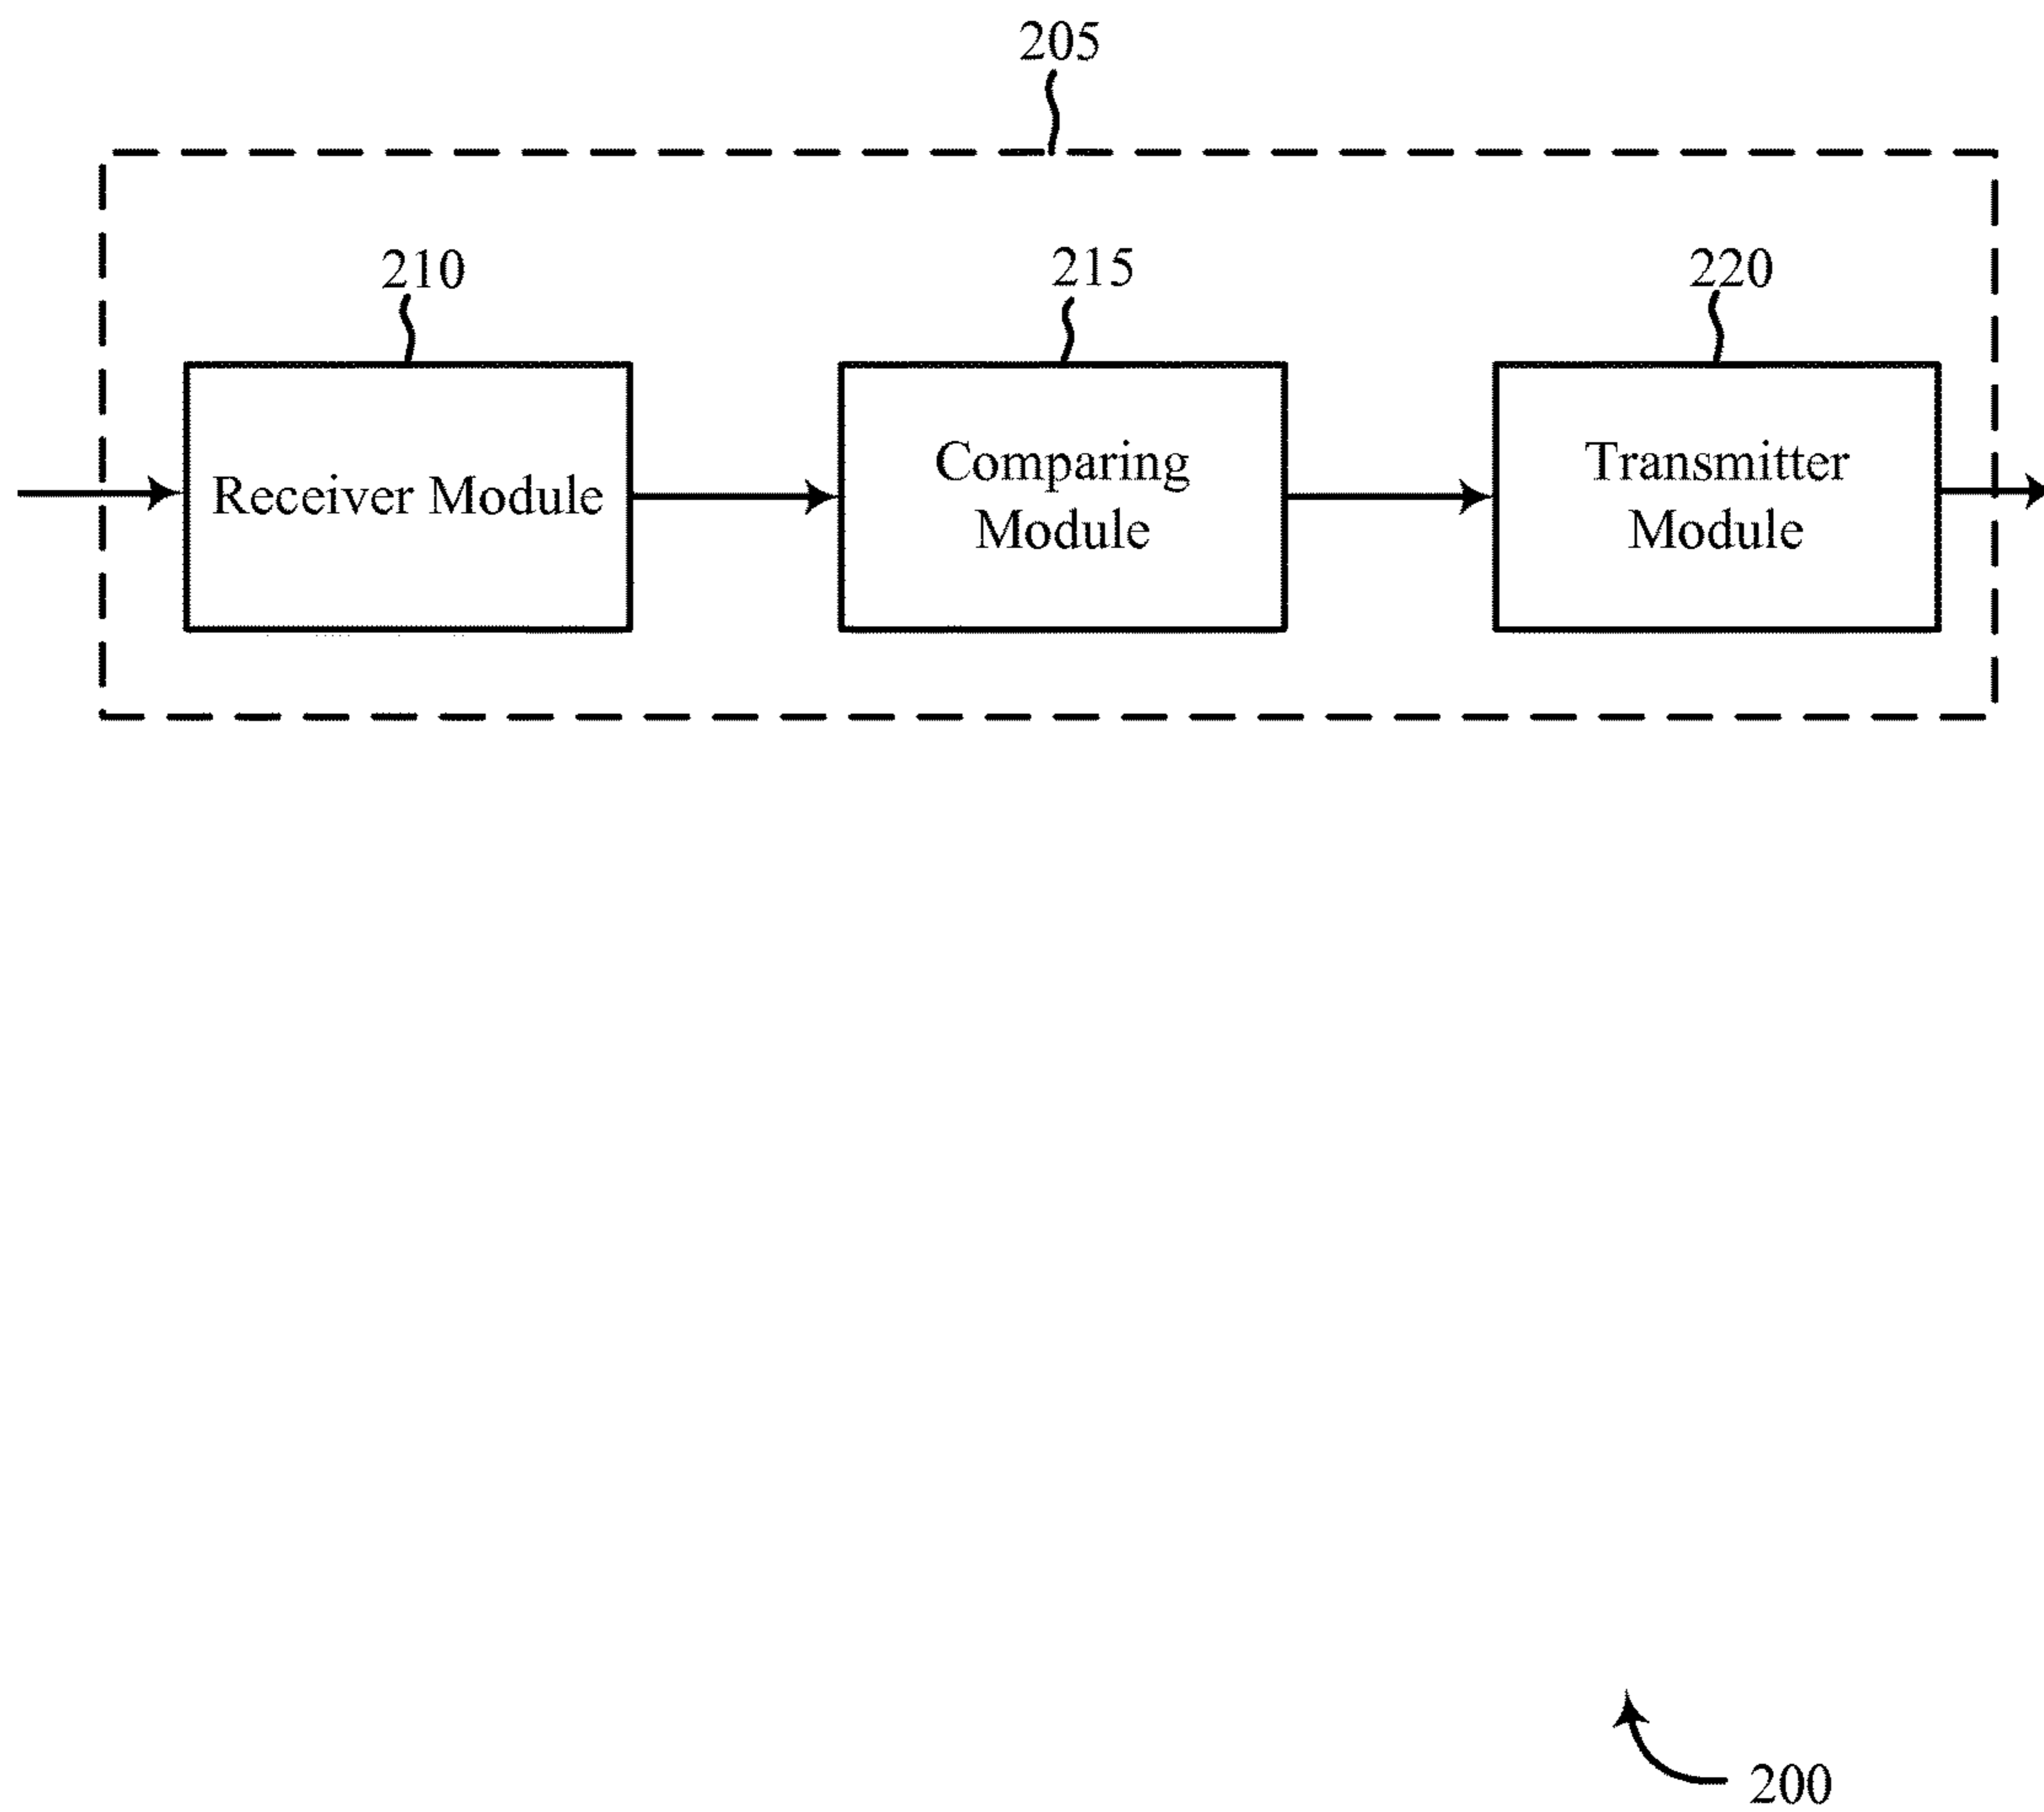 205
210
215
220
Receiver Module
Comparing
Module
Transmitter
Module
200